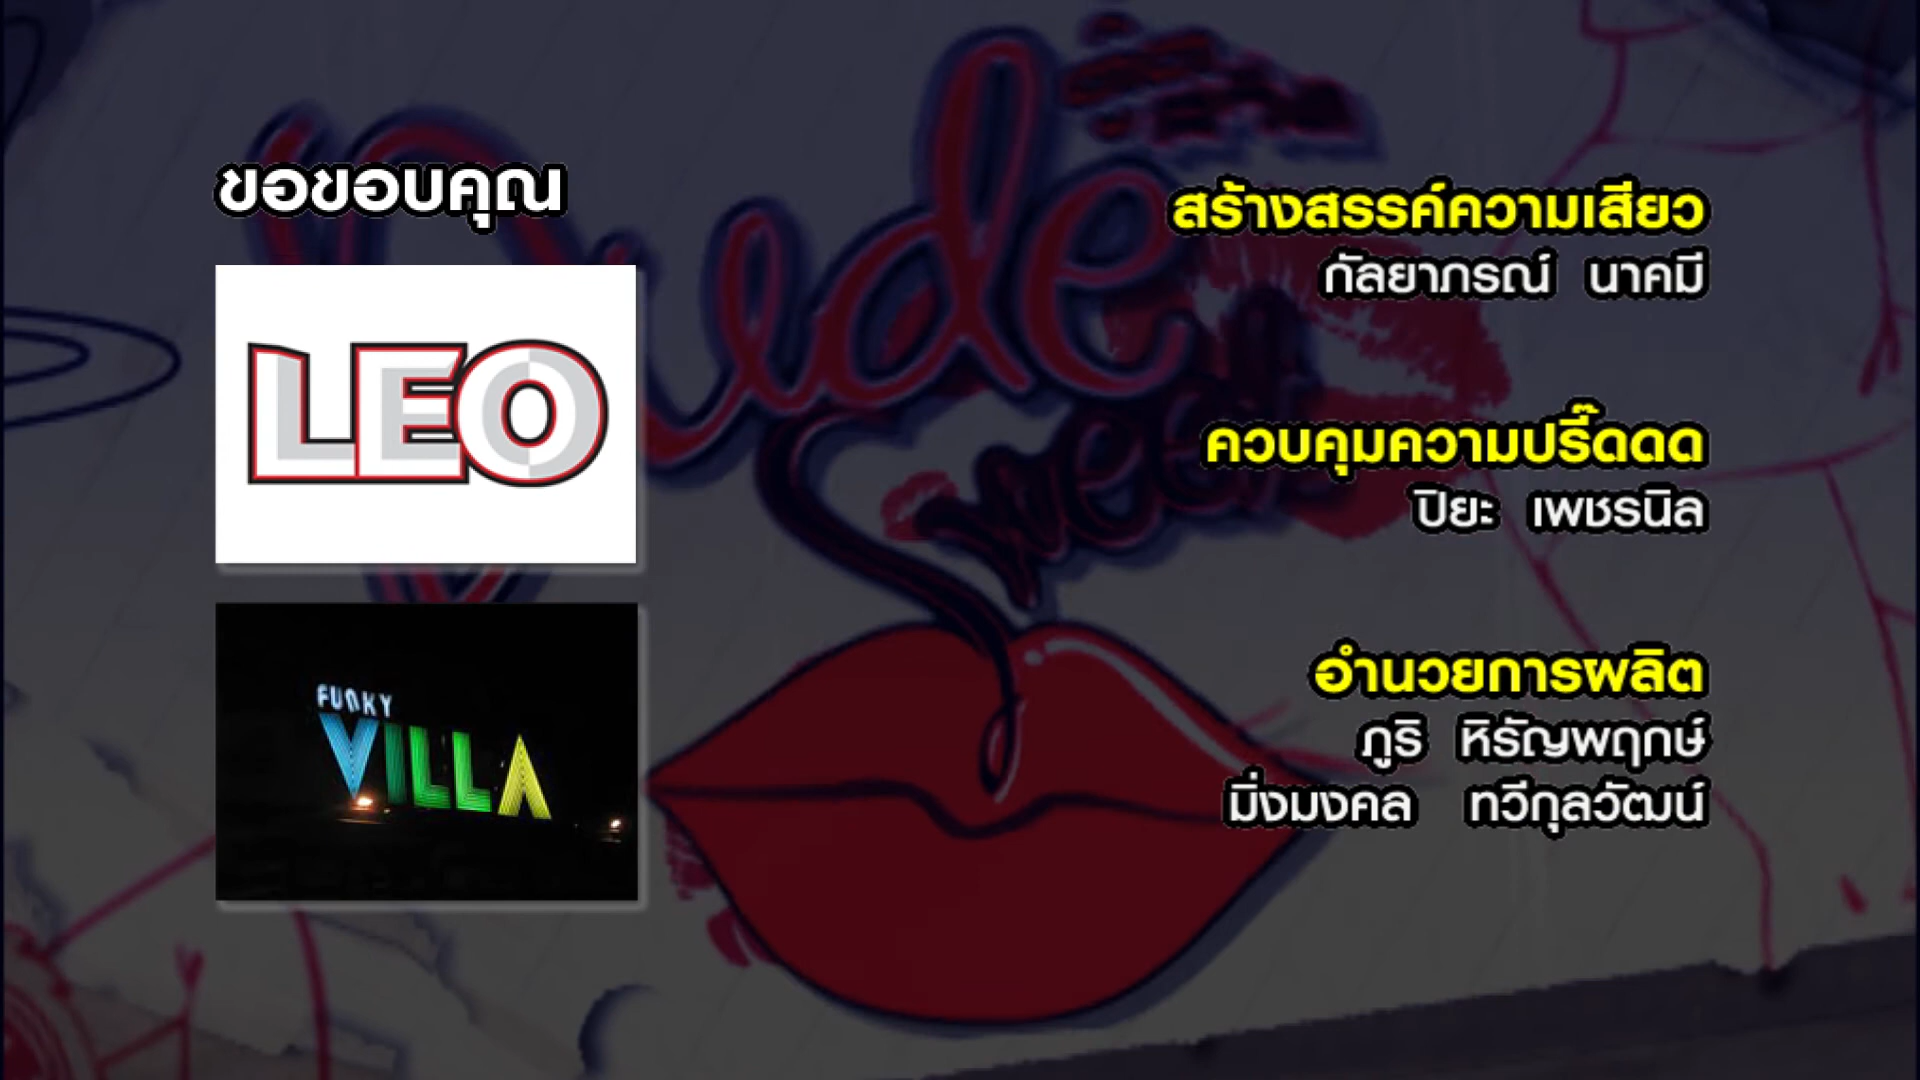 ขอขอบคุณ
LEO
FUNKY
VILLA
สร้างสรรค์ความเสียว
กัลยาภรณ์ นาคมี
ควบคุมความปรี๊ดดด
ปิยะ เพชรนิล
อำนวยการผลิต
ภูริ หิรัญพฤกษ์
มิ่งมงคล ทวีกุลวัฒน์
Nude
Sweet